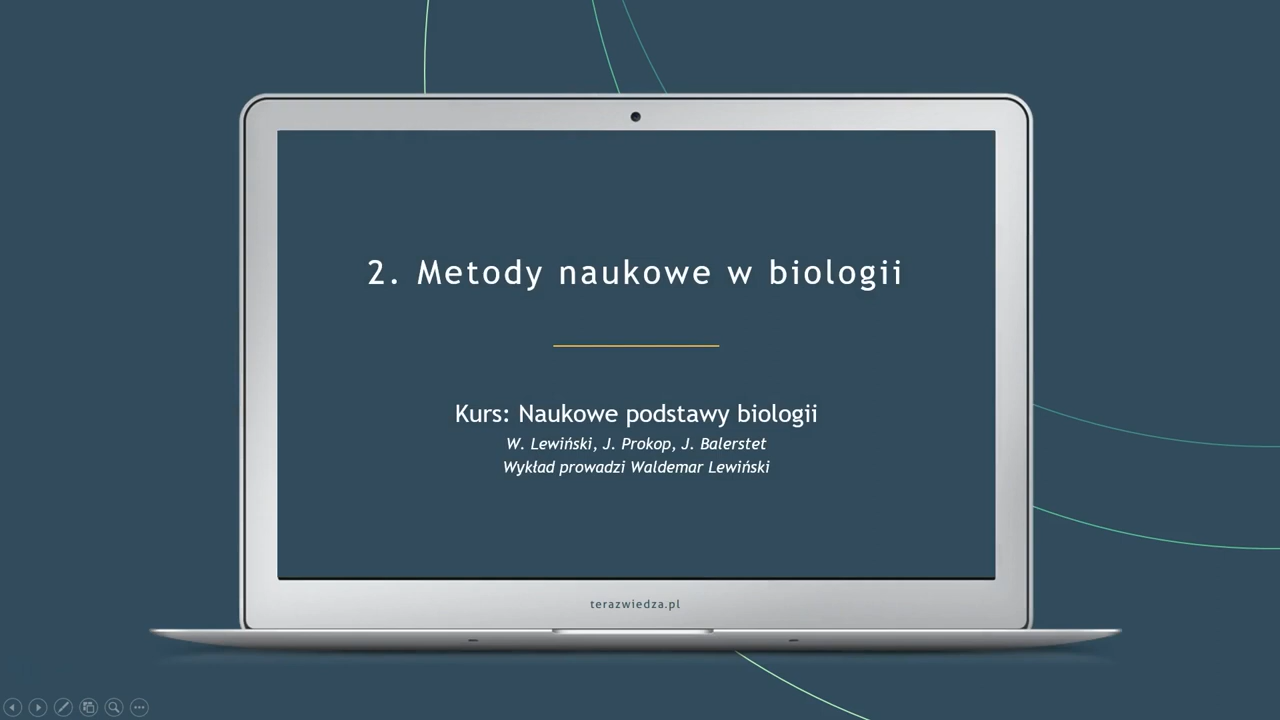 2. Metody naukowe w biologii
Kurs: Naukowe podstawy biologii
W. Lewiński, J. Prokop, J. Balerstet
Wykład prowadzi Waldemar Lewiński
terazwiedza.pl